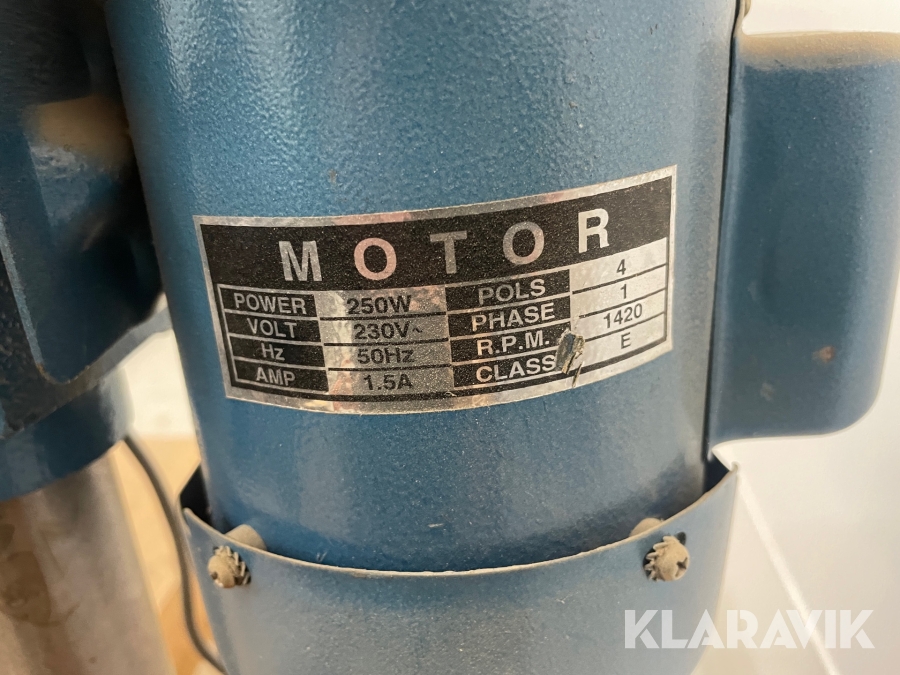 MOTOR
POWER 250W POLS 4
VOLT 230V~ PHASE 1
Hz 50Hz R.P.M. 1420
AMP 1.5A CLASS E
KLARAVIK